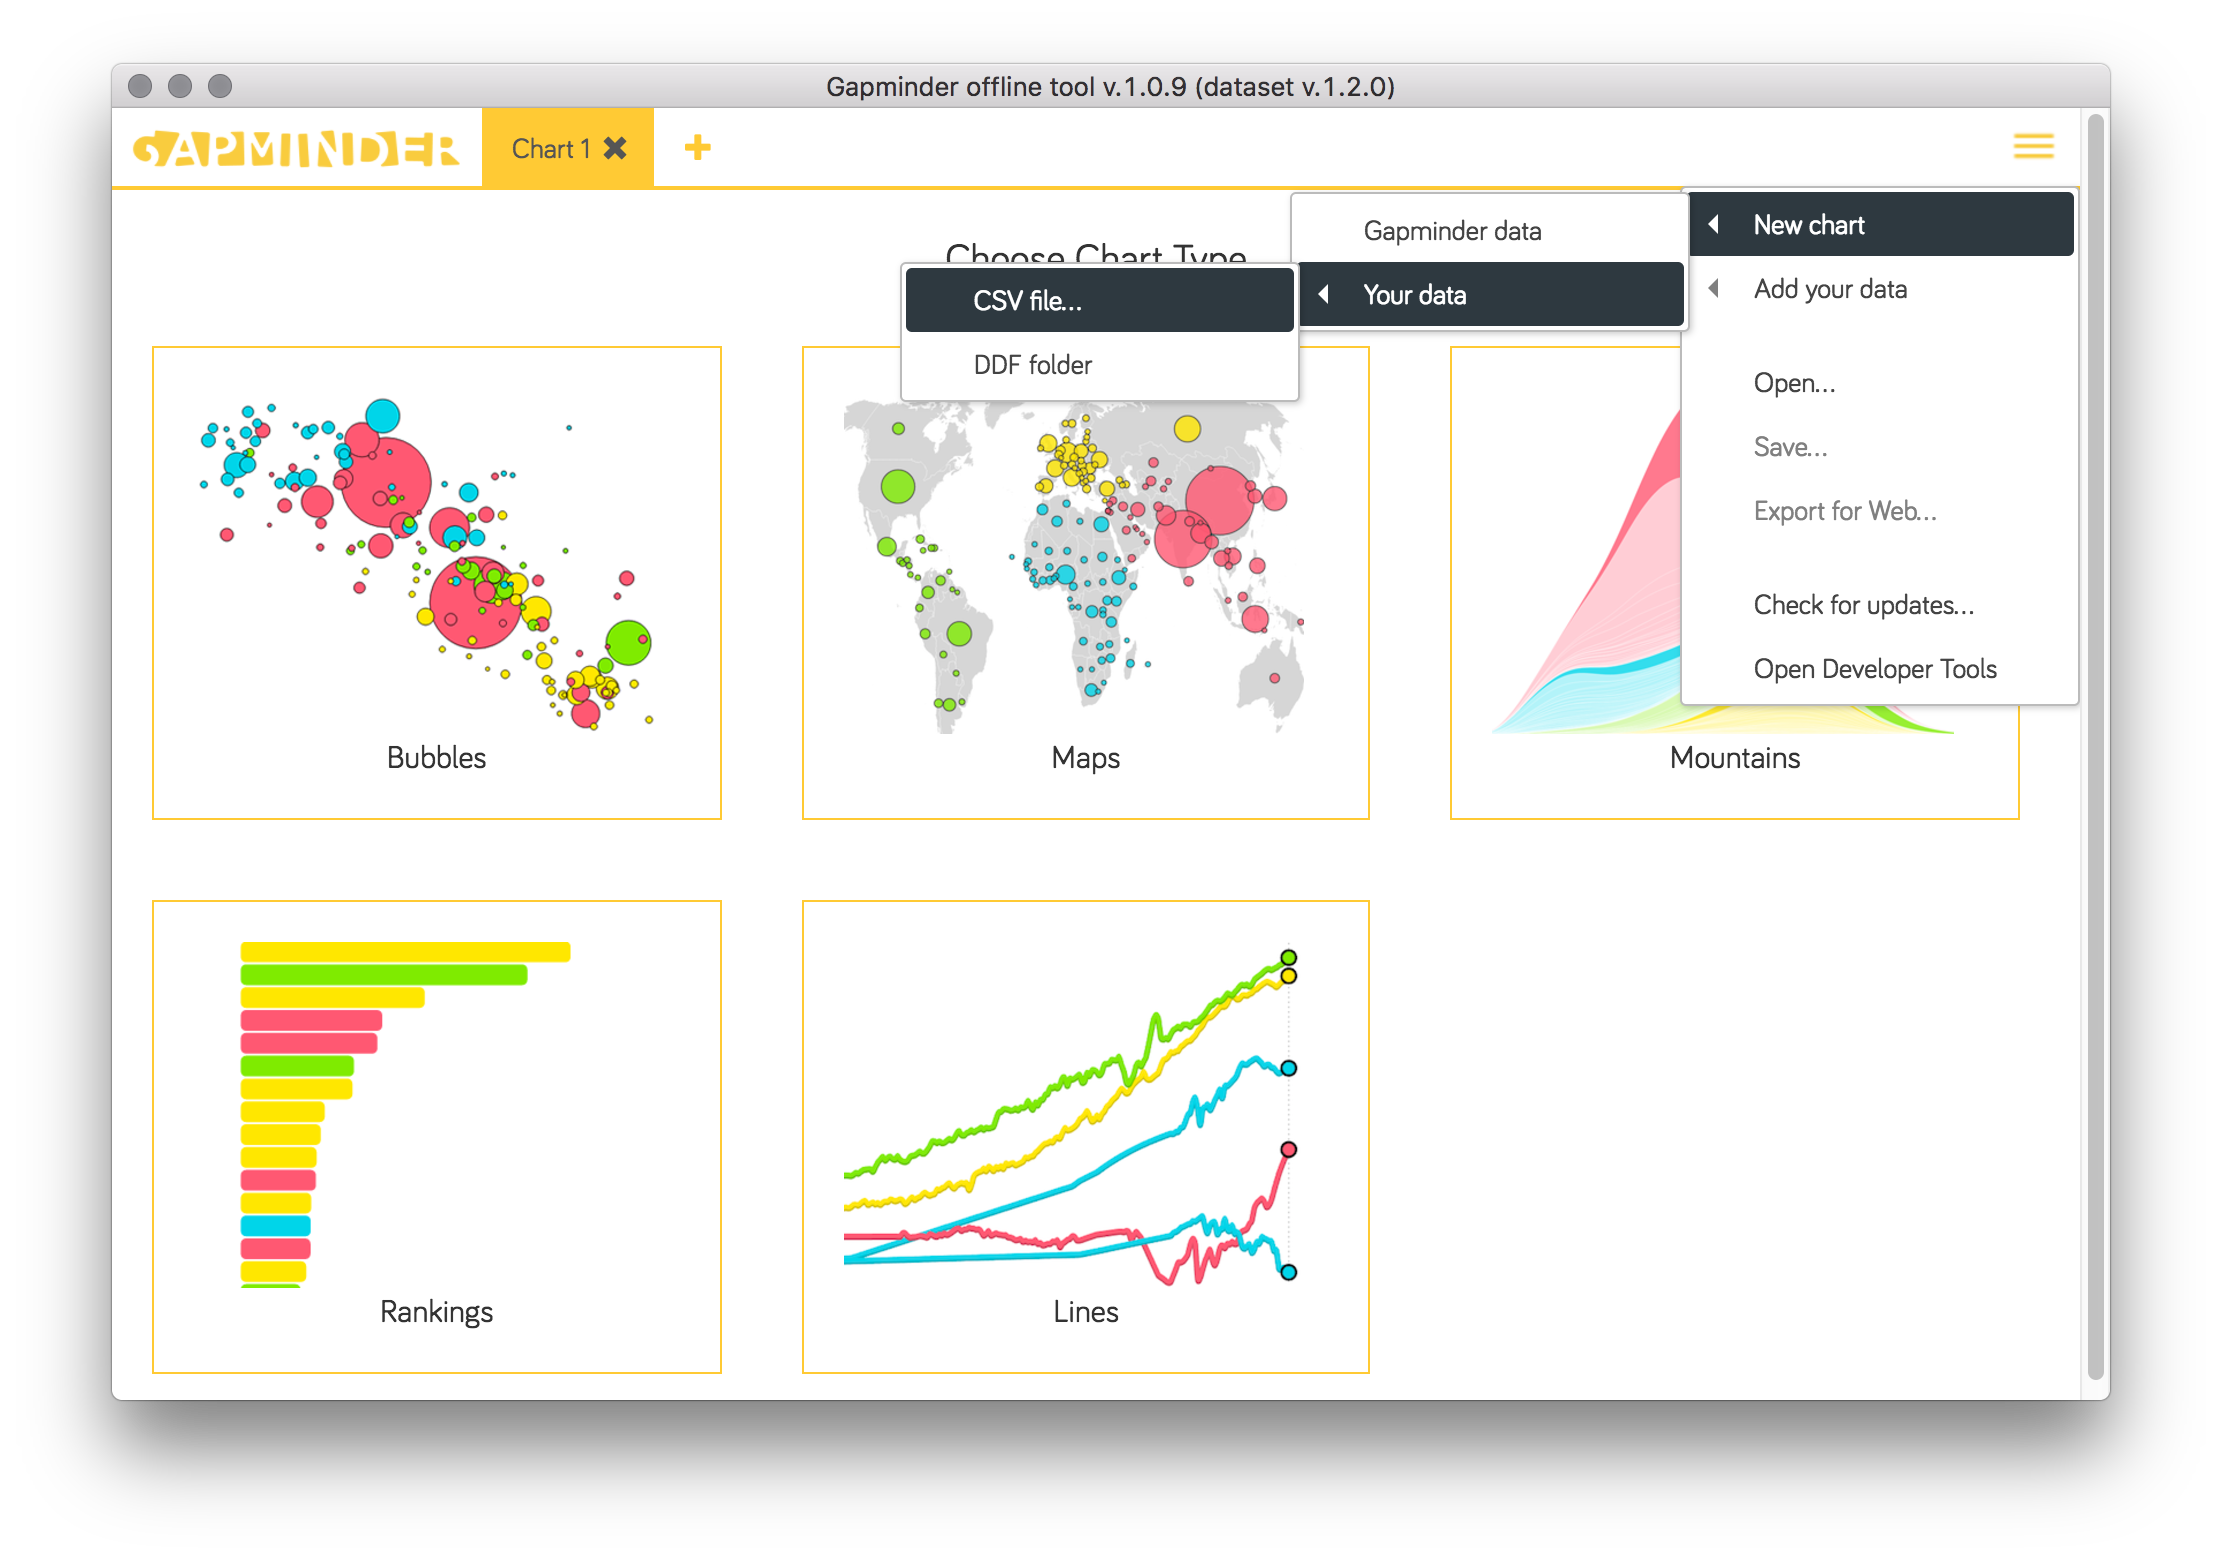 Gapminder offline tool v.1.0.9 (dataset v.1.2.0)
GAPMINDER
Chart 1
Choose Chart Type
New chart
Add your data
Open...
Save...
Export for Web...
Check for updates...
Open Developer Tools
Gapminder data
Your data
CSV file...
DDF folder
Bubbles
Maps
Mountains
Rankings
Lines